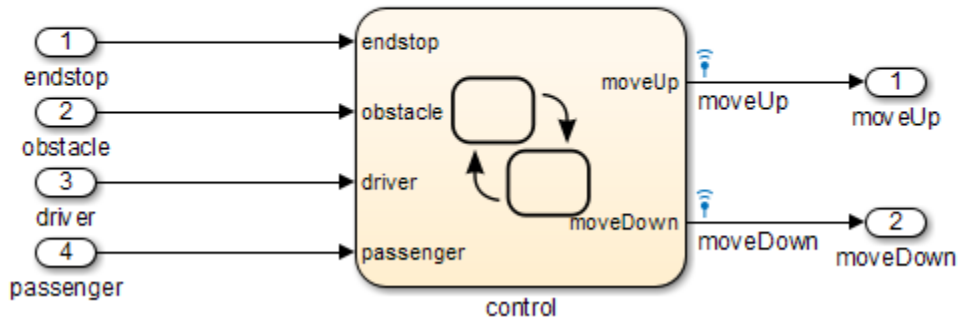 1
endstop
2
obstacle
3
driver
4
passenger
endstop
obstacle
driver
passenger
moveUp
moveDown
control
moveUp
moveDown
1
moveUp
2
moveDown